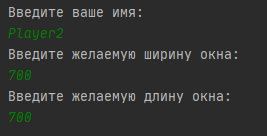 Введите ваше имя:
Player2
Введите желаемую ширину окна:
700
Введите желаемую длину окна:
700